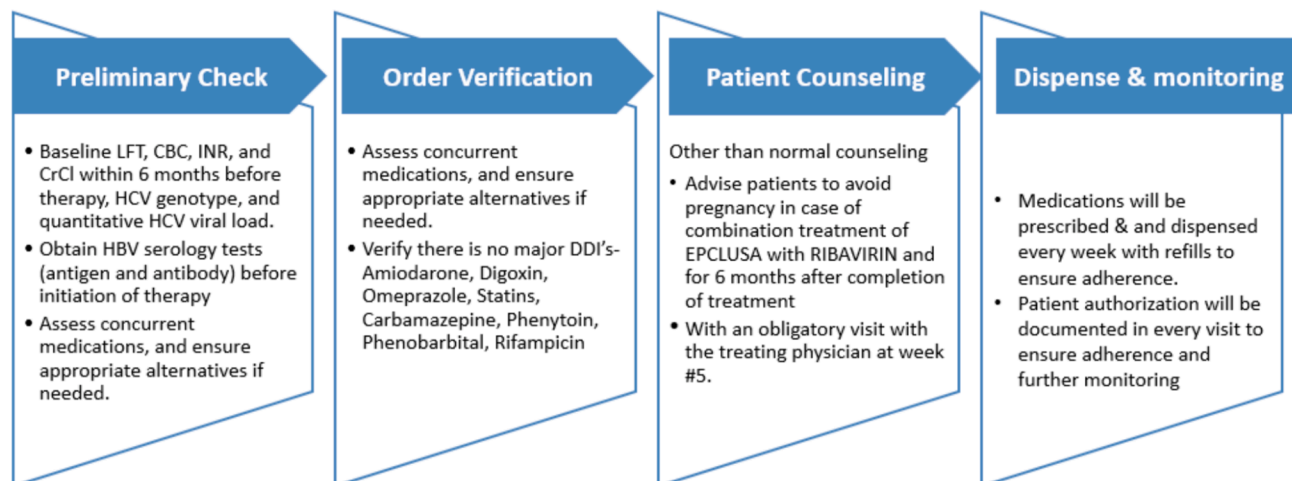 Preliminary Check
• Baseline LFT, CBC, INR, and
CrCl within 6 months before
therapy, HCV genotype, and
quantitative HCV viral load.
• Obtain HBV serology tests
(antigen and antibody) before
initiation of therapy
• Assess concurrent
medications, and ensure
appropriate alternatives if
needed.
Order Verification
• Assess concurrent
medications, and ensure
appropriate alternatives if
needed.
• Verify there is no major DDI's-
Amiodarone, Digoxin,
Omeprazole, Statins,
Carbamazepine, Phenytoin,
Phenobarbital, Rifampicin
Patient Counseling
Other than normal counseling
• Advise patients to avoid
pregnancy in case of
combination treatment of
EPCLUSA with RIBAVIRIN and
for 6 months after completion
of treatment
• With an obligatory visit with
the treating physician at week
#5.
Dispense & monitoring
• Medications will be
prescribed & and dispensed
every week with refills to
ensure adherence.
• Patient authorization will be
documented in every visit to
ensure adherence and
further monitoring